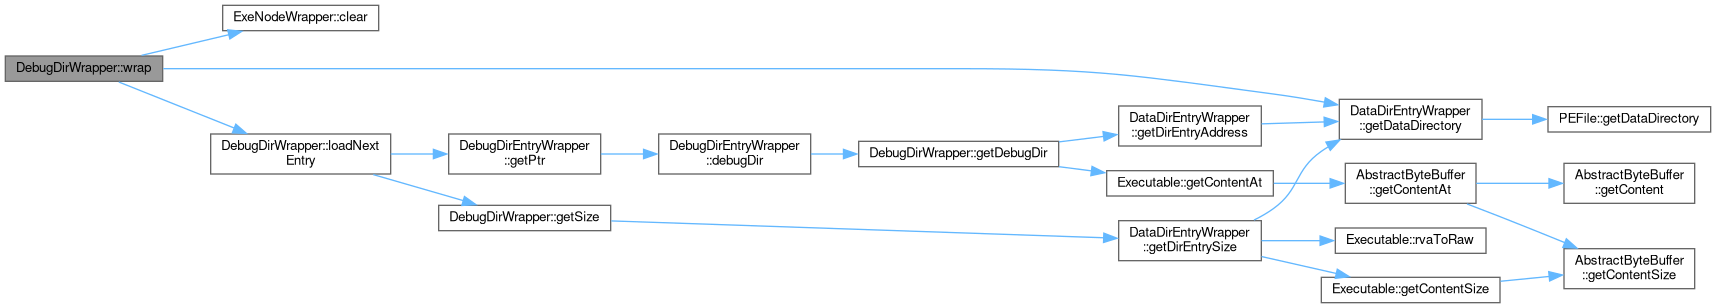 ExeNodeWrapper::clear
DebugDirWrapper::wrap
DebugDirWrapper::loadNext
Entry
DebugDirEntryWrapper
::getPtr
DebugDirEntryWrapper
::debugDir
DebugDirWrapper::getDebugDir
DataDirEntryWrapper
::getDirEntryAddress
DataDirEntryWrapper
::getDataDirectory
PEFile::getDataDirectory
Executable::getContentAt
AbstractByteBuffer
::getContentAt
AbstractByteBuffer
::getContent
DebugDirWrapper::getSize
DataDirEntryWrapper
::getDirEntrySize
Executable::rvaToRaw
Executable::getContentSize
AbstractByteBuffer
::getContentSize